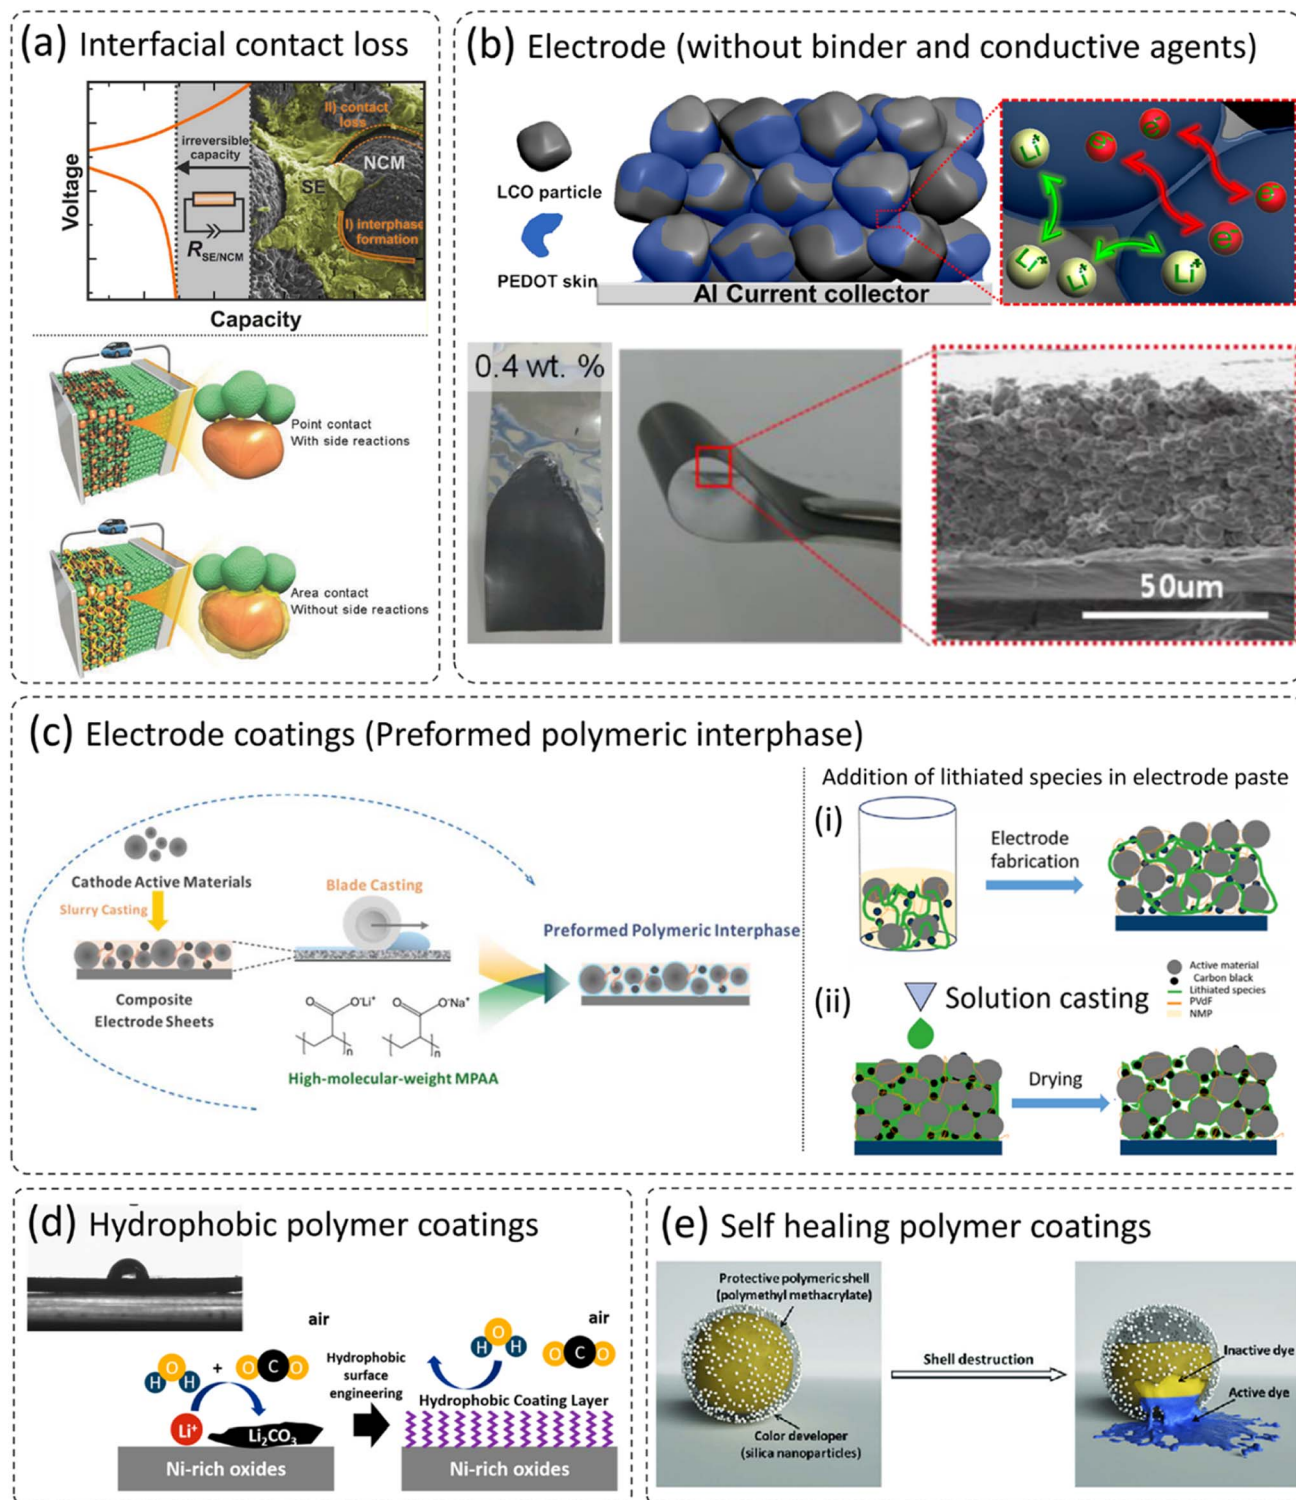 (a) Interfacial contact loss
II) contact
loss
irreversible
capacity
NCM
SE
I) interphase
formation
R SE/NCM
Voltage
Capacity
Point contact
With side reactions
Area contact
Without side reactions
(b) Electrode (without binder and conductive agents)
LCO particle
PEDOT skin
Al Current collector
Li⁺
e⁻
e⁻
e⁻
e⁻
Li⁺
Li⁺
Li⁺
0.4 wt. %
50um
(c) Electrode coatings (Preformed polymeric interphase)
Cathode Active Materials
Slurry Casting
Composite
Electrode Sheets
Blade Casting
O O⁻Li⁺
n
O O⁻Na⁺
n
High-molecular-weight MPAA
Preformed Polymeric Interphase
Addition of lithiated species in electrode paste
(i)
Electrode
fabrication
Active material
Carbon black
Lithiated species
PVdF
NMP
(ii) Solution casting
Drying
(d) Hydrophobic polymer coatings
air
H O H + O C O
Li⁺
Li₂CO₃
Ni-rich oxides
Hydrophobic
surface
engineering
air
H O H O C O
Hydrophobic Coating Layer
Ni-rich oxides
(e) Self healing polymer coatings
Protective polymeric shell
(polymethyl methacrylate)
Color developer
(silica nanoparticles)
Shell destruction
Inactive dye
Active dye